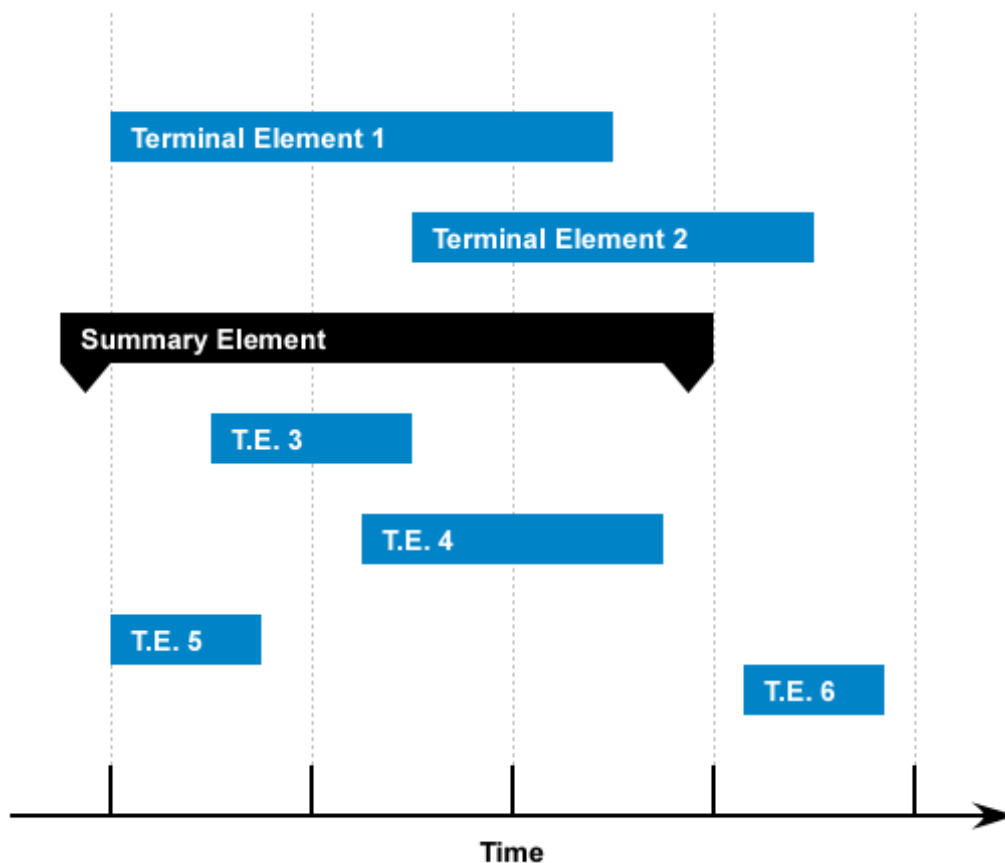 Terminal Element 1
Terminal Element 2
Summary Element
T.E. 3
T.E. 4
T.E. 5
T.E. 6
Time